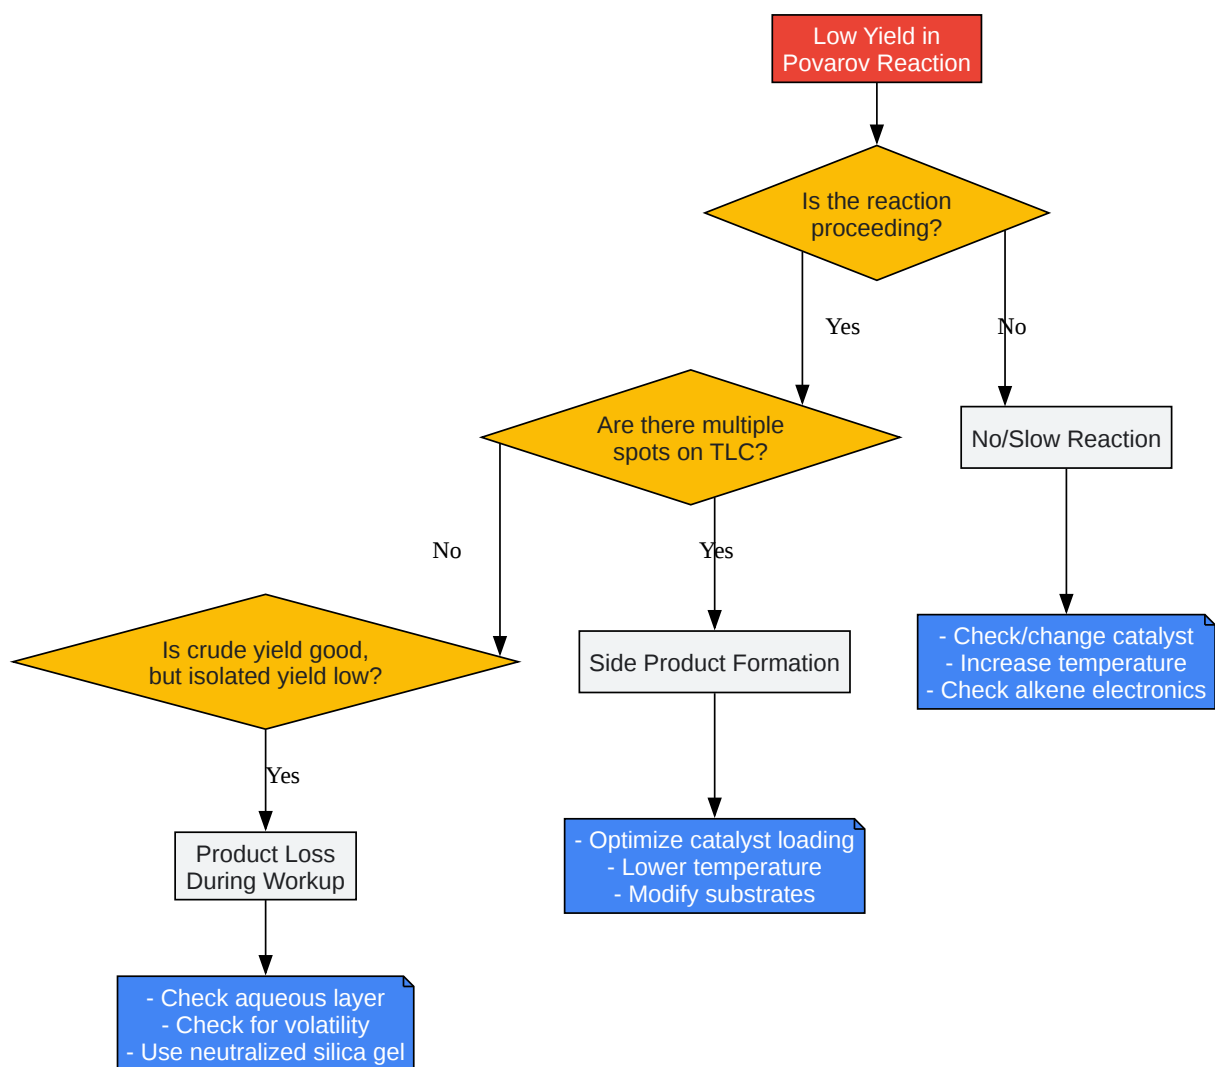 Low Yield in
Povarov Reaction
Is the reaction
proceeding?
Yes
No
Are there multiple
spots on TLC?
No/Slow Reaction
No
Yes
Is crude yield good,
but isolated yield low?
Side Product Formation
- Check/change catalyst
- Increase temperature
- Check alkene electronics
Yes
Product Loss
During Workup
- Optimize catalyst loading
- Lower temperature
- Modify substrates
- Check aqueous layer
- Check for volatility
- Use neutralized silica gel